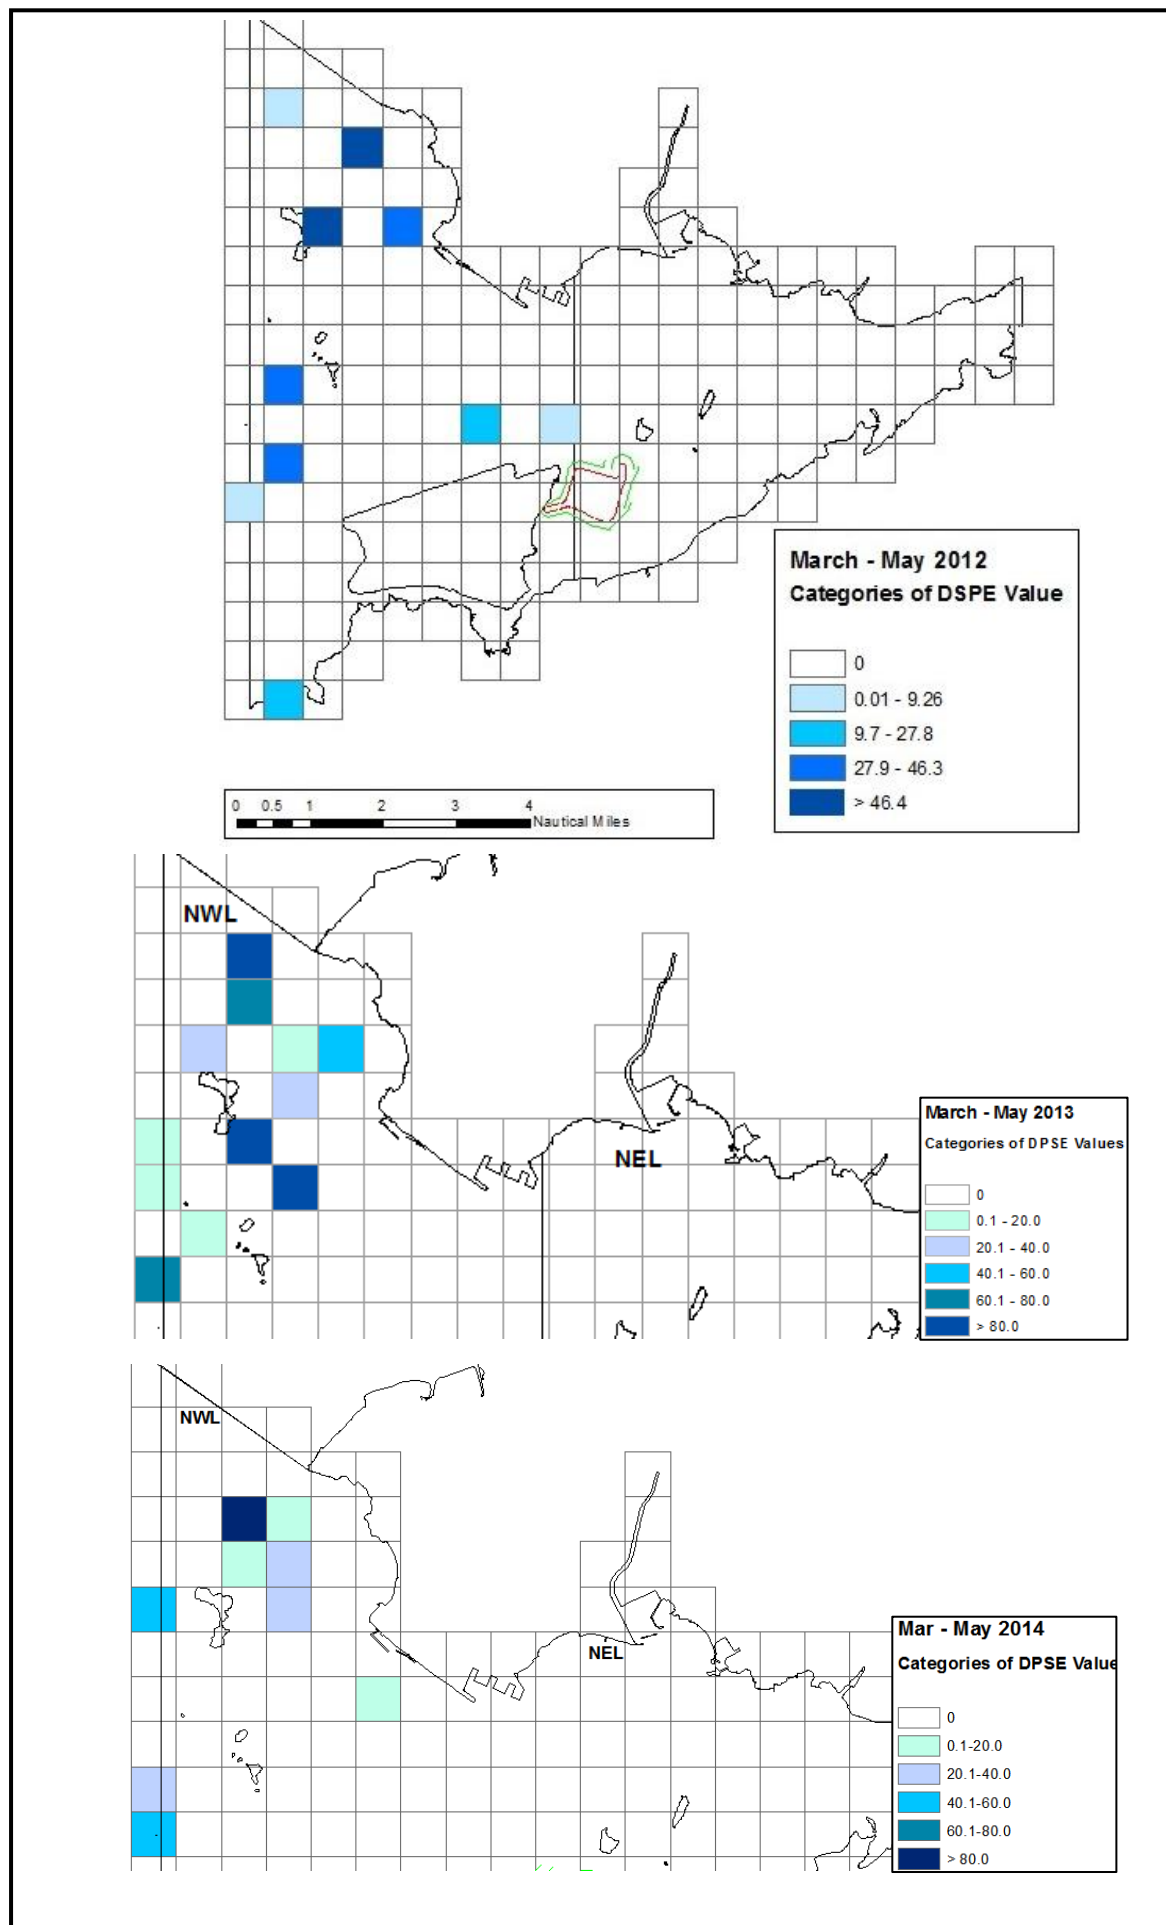 March - May 2012
Categories of DSPE Value
0
0.01 - 9.26
9.7 - 27.8
27.9 - 46.3
> 46.4
0 0.5 1 2 3 4
Nautical Miles
NWL
NEL
March - May 2013
Categories of DPSE Values
0
0.1 - 20.0
20.1 - 40.0
40.1 - 60.0
60.1 - 80.0
> 80.0
NWL
NEL
Mar - May 2014
Categories of DPSE Value
0
0.1-20.0
20.1-40.0
40.1-60.0
60.1-80.0
> 80.0